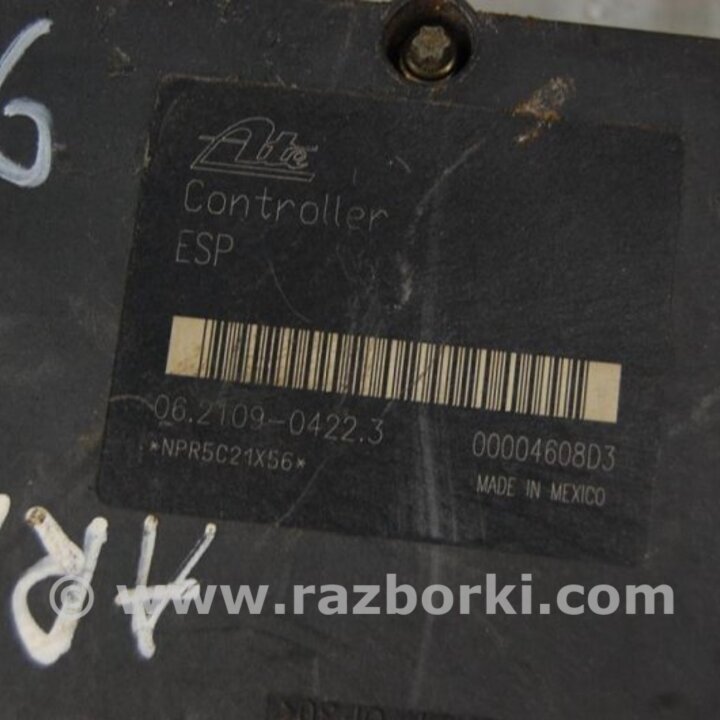 Ate
Controller
ESP
06.2109-0422.3
00004608D3
*NPR5C21X56*
MADE IN MEXICO
© www.razborki.com